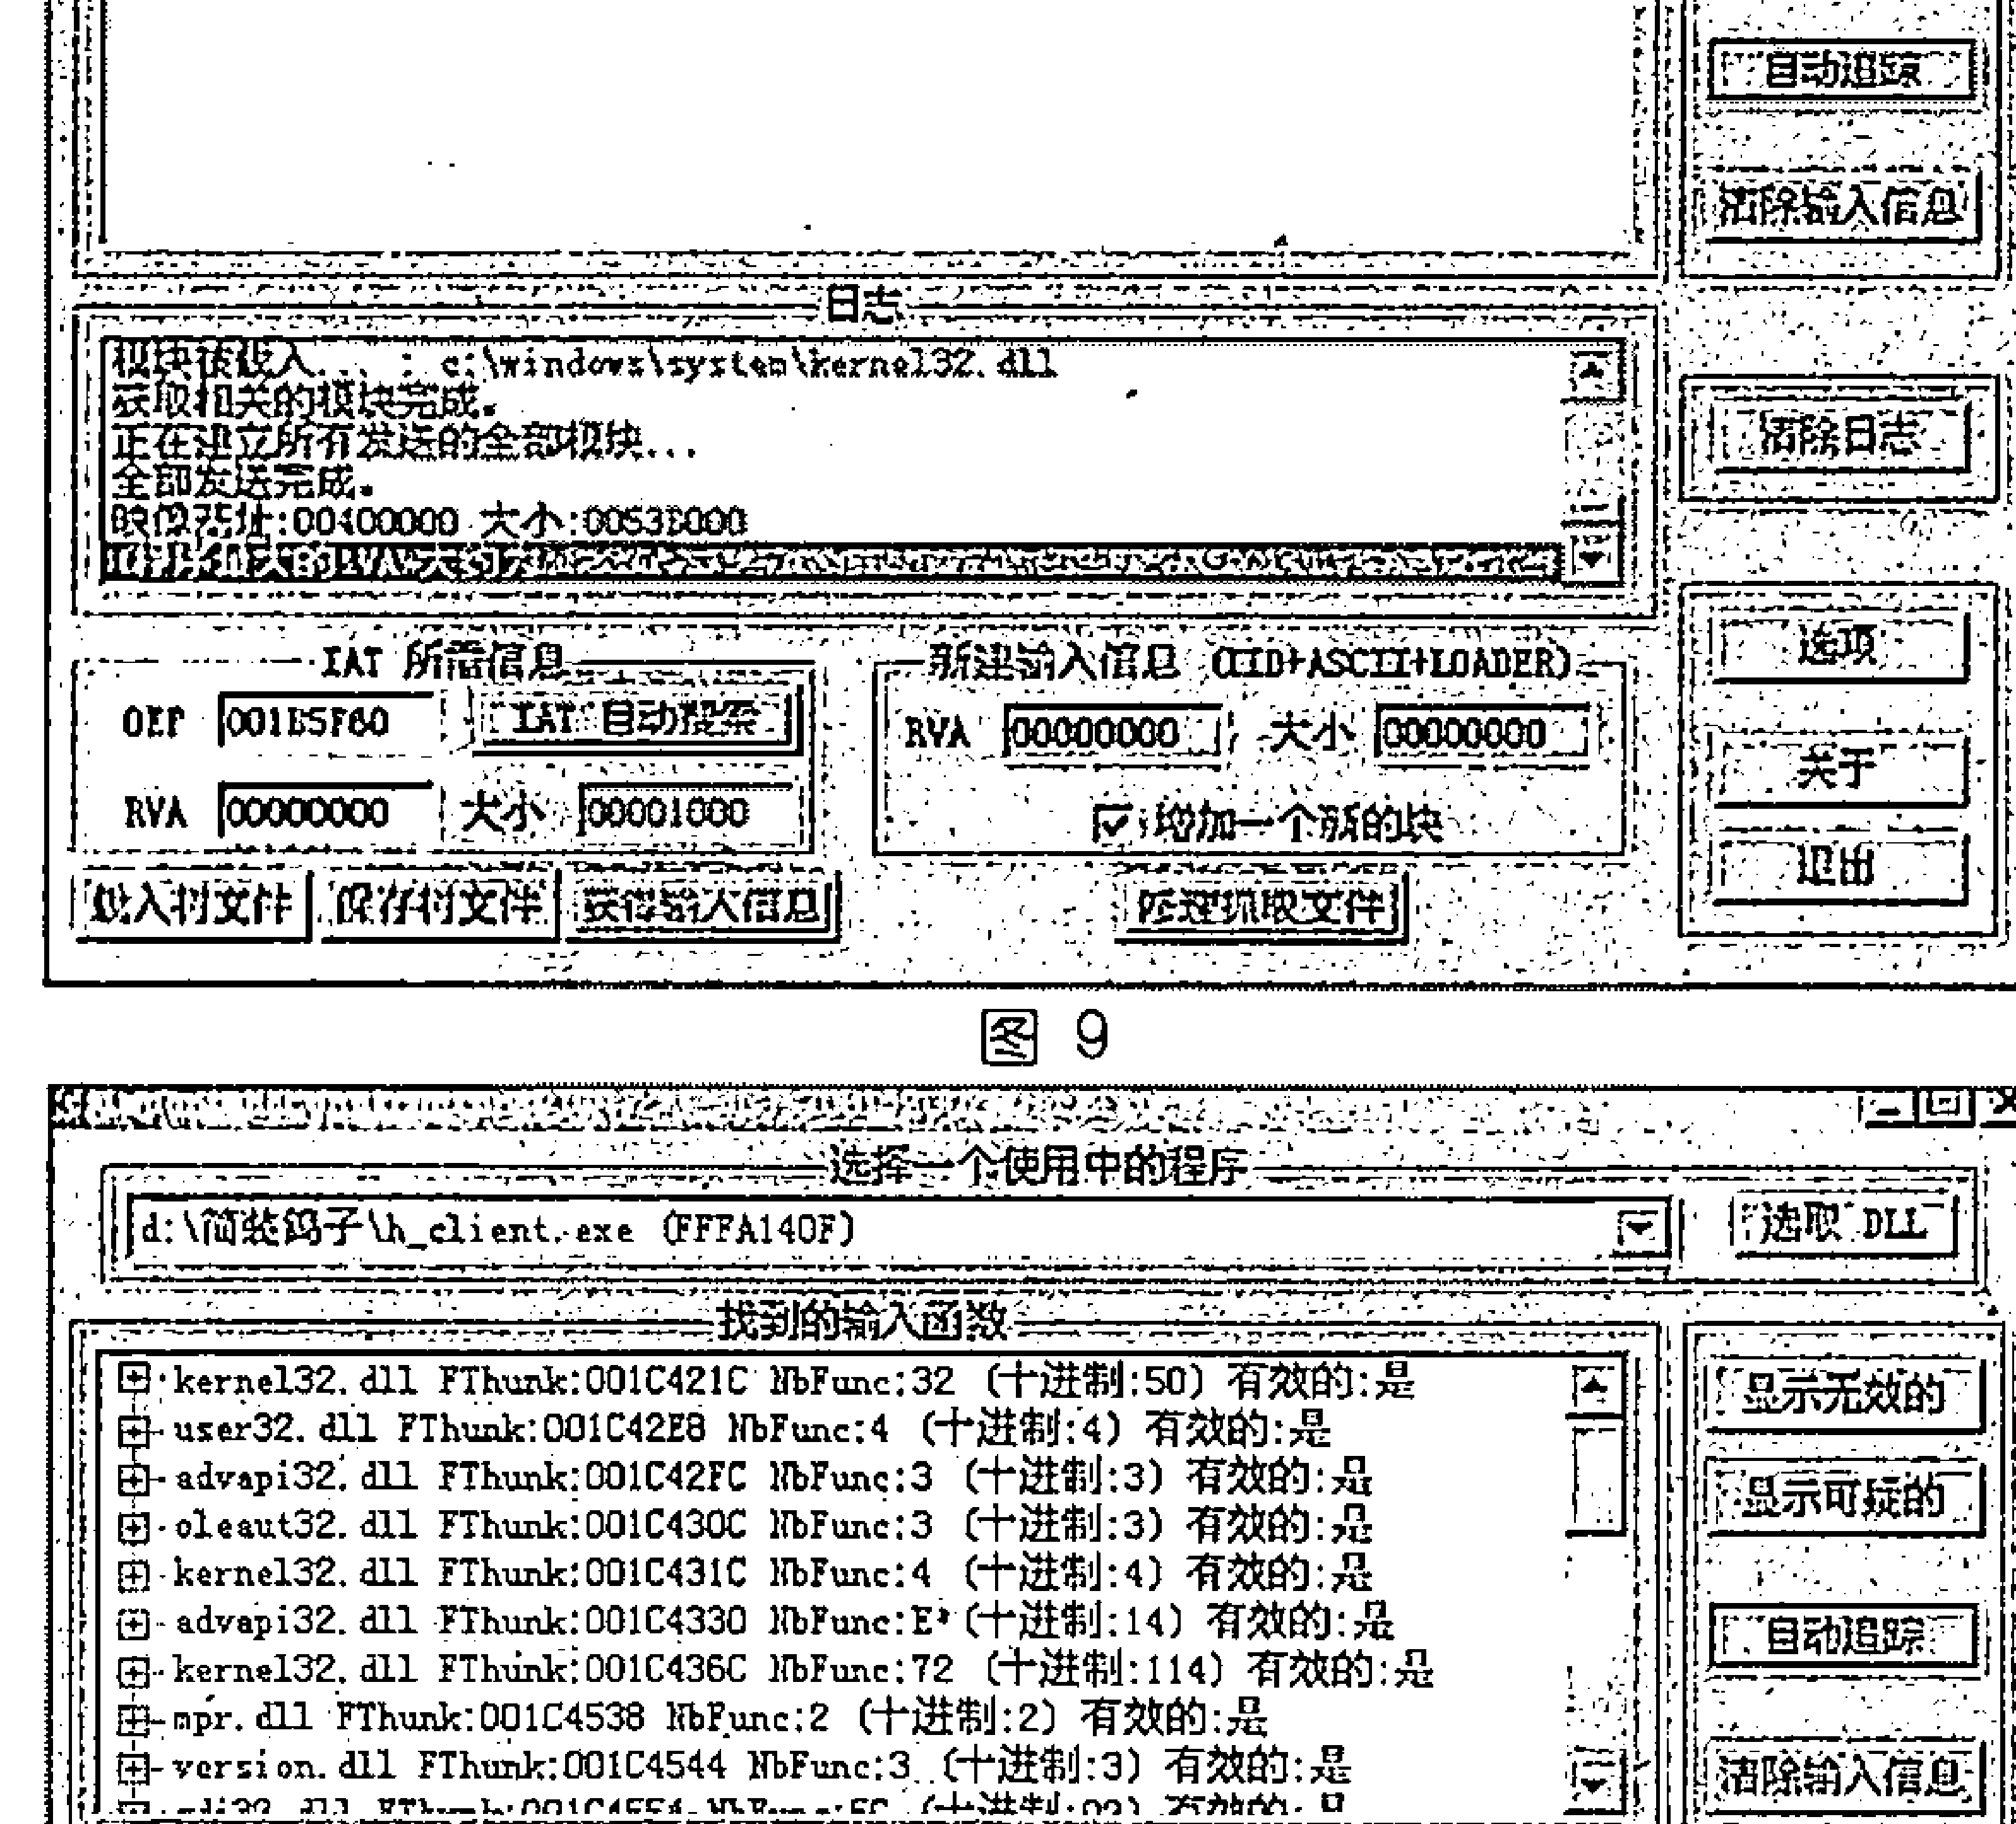 自动追踪
清除输入信息
日志
模块被载入... : c:\windows\system\kernel32.dll
获取相关的模块完成。
正在建立所有发送的全部模块...
全部发送完成。
映像基址:00400000 大小:0053B000
IAT 所需信息
OEP 001B5F60 IAT 自动搜索
RVA 00000000 大小 00001000
新建输入信息 (IID+ASCII+LOADER)
RVA 00000000 大小 00000000
增加一个新的块
清除日志
选项
关于
退出
载入树文件 保存树文件 获得输入信息 修理抓取文件
图 9
选择一个使用中的程序
d:\简装鸽子\h_client.exe (FFFA140F)
选取 DLL
找到的输入函数
kernel32.dll FThunk:001C421C NbFunc:32 (十进制:50) 有效的:是
user32.dll FThunk:001C42E8 NbFunc:4 (十进制:4) 有效的:是
advapi32.dll FThunk:001C42FC NbFunc:3 (十进制:3) 有效的:是
oleaut32.dll FThunk:001C430C NbFunc:3 (十进制:3) 有效的:是
kernel32.dll FThunk:001C431C NbFunc:4 (十进制:4) 有效的:是
advapi32.dll FThunk:001C4330 NbFunc:E (十进制:14) 有效的:是
kernel32.dll FThunk:001C436C NbFunc:72 (十进制:114) 有效的:是
mpr.dll FThunk:001C4538 NbFunc:2 (十进制:2) 有效的:是
version.dll FThunk:001C4544 NbFunc:3 (十进制:3) 有效的:是
显示无效的
显示可疑的
自动追踪
清除输入信息